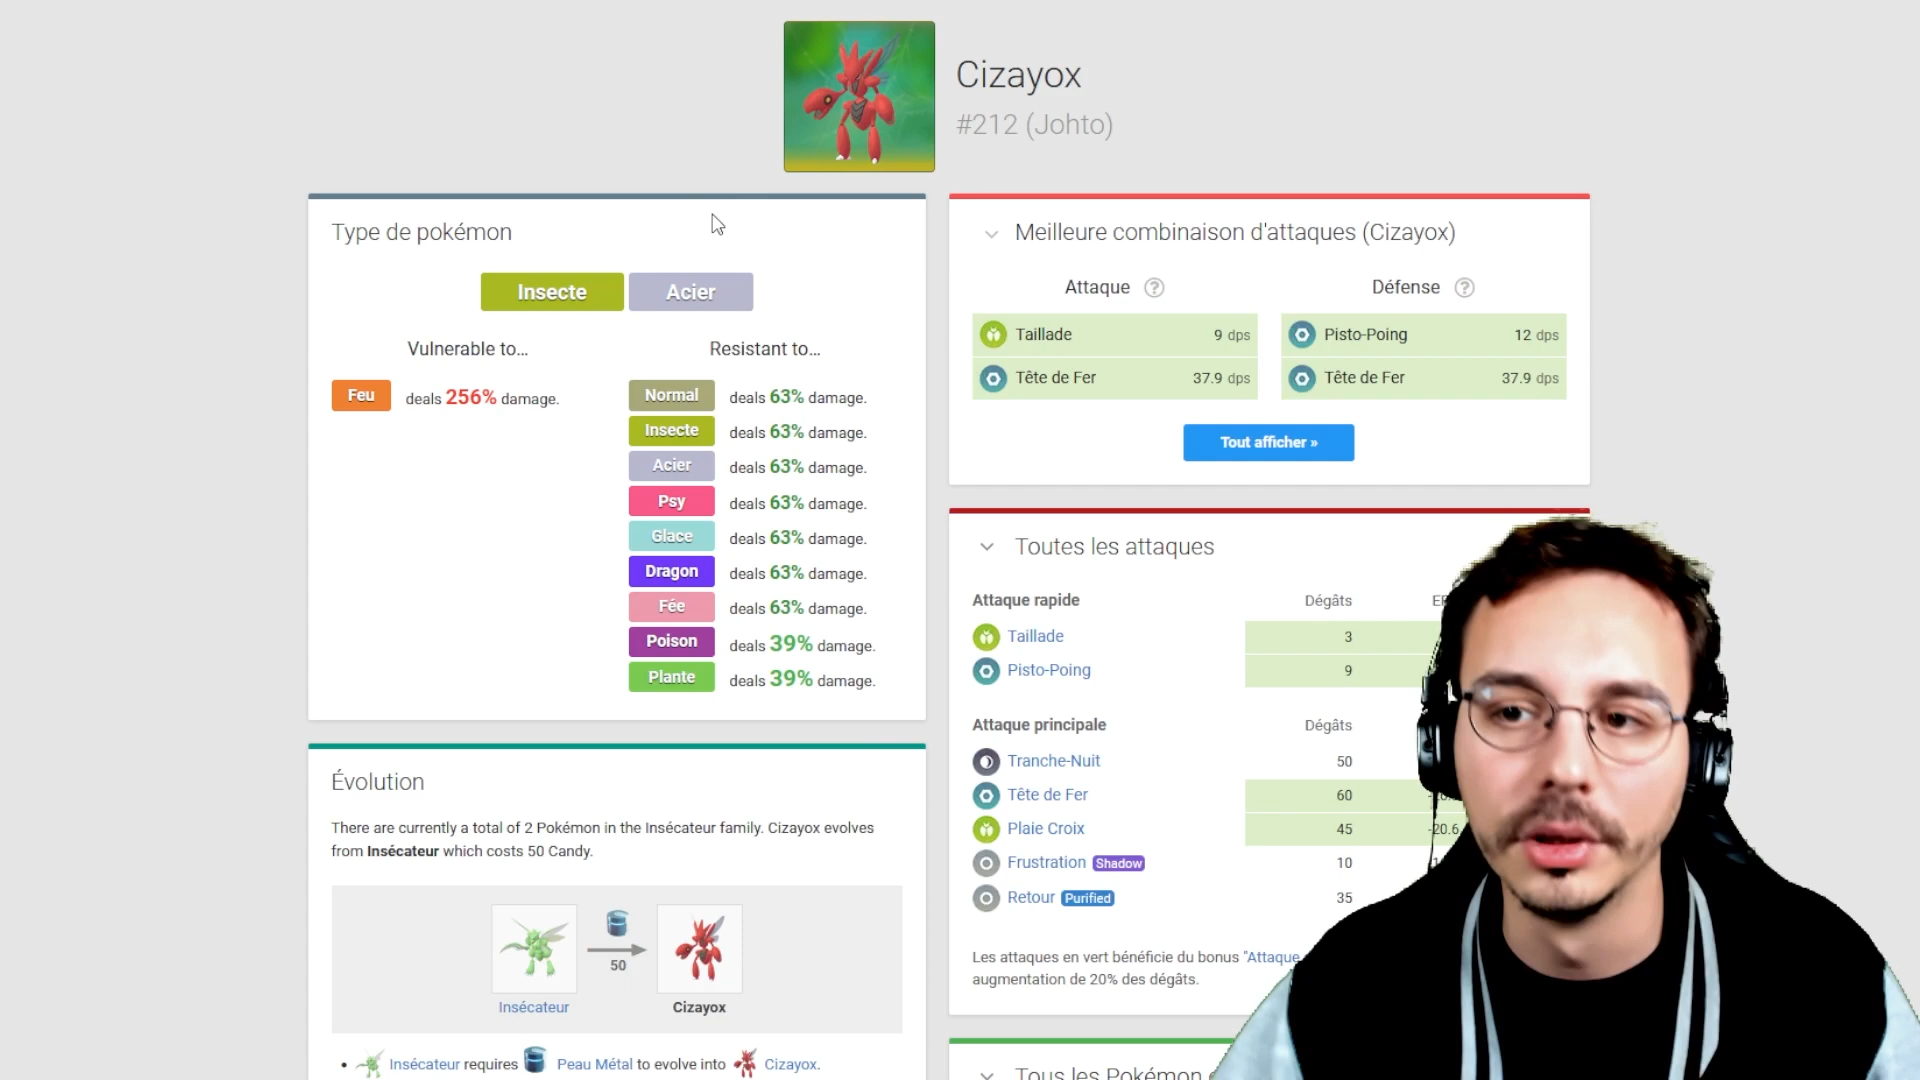 Cizayox
#212 (Johto)
Type de pokémon
Insecte Acier
Vulnerable to...
Feu deals 256% damage.
Resistant to...
Normal deals 63% damage.
Insecte deals 63% damage.
Acier deals 63% damage.
Psy deals 63% damage.
Glace deals 63% damage.
Dragon deals 63% damage.
Fée deals 63% damage.
Poison deals 39% damage.
Plante deals 39% damage.
Évolution
There are currently a total of 2 Pokémon in the Insécateur family. Cizayox evolves
from Insécateur which costs 50 Candy.
50
Insécateur Cizayox
• Insécateur requires Peau Métal to evolve into Cizayox.
Meilleure combinaison d'attaques (Cizayox)
Attaque ?
Taillade 9 dps
Tête de Fer 37.9 dps
Défense ?
Pisto-Poing 12 dps
Tête de Fer 37.9 dps
Tout afficher »
Toutes les attaques
Attaque rapide Dégâts
Taillade 3
Pisto-Poing 9
Attaque principale Dégâts
Tranche-Nuit 50
Tête de Fer 60
Plaie Croix 45 -20.6
Frustration Shadow 10
Retour Purified 35
Les attaques en vert bénéficie du bonus "Attaque
augmentation de 20% des dégâts.
Tous les Pokémon